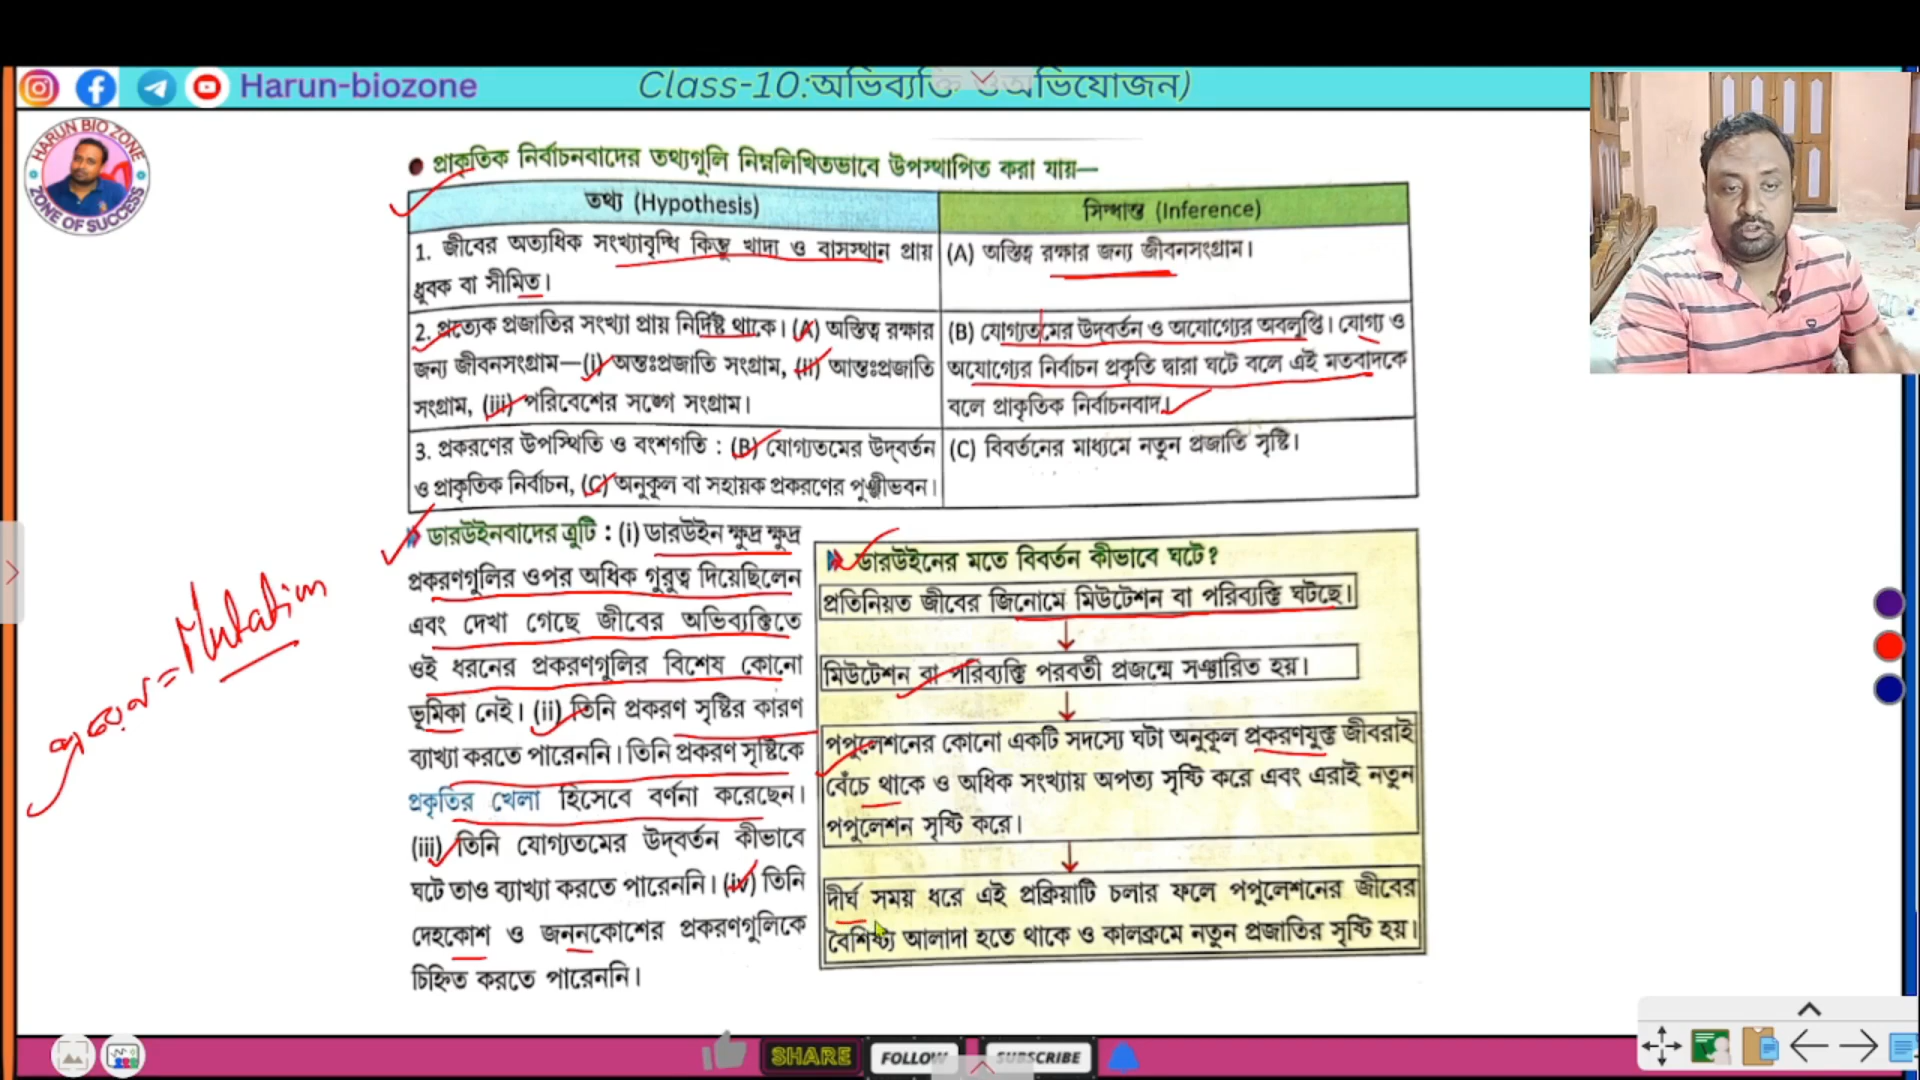 Harun-biozone
Class-10:অভিব্যক্তি ওঅভিযোজন)
HARUN BIO ZONE
ZONE OF SUCCESS
প্রাকৃতিক নির্বাচনবাদের তথ্যগুলি নিম্নলিখিতভাবে উপস্থাপিত করা যায়—
তথ্য (Hypothesis)
সিদ্ধান্ত (Inference)
1. জীবের অত্যধিক সংখ্যাবৃদ্ধি কিন্তু খাদ্য ও বাসস্থান প্রায়
ধ্রুবক বা সীমিত।
(A) অস্তিত্ব রক্ষার জন্য জীবনসংগ্রাম।
2. প্রত্যেক প্রজাতির সংখ্যা প্রায় নির্দিষ্ট থাকে। (A) অস্তিত্ব রক্ষার
জন্য জীবনসংগ্রাম—(i) অন্তঃপ্রজাতি সংগ্রাম, (ii) আন্তঃপ্রজাতি
সংগ্রাম, (iii) পরিবেশের সঙ্গে সংগ্রাম।
(B) যোগ্যতমের উদ্‌বর্তন ও অযোগ্যের অবলুপ্তি। যোগ্য ও
অযোগ্যের নির্বাচন প্রকৃতি দ্বারা ঘটে বলে এই মতবাদকে
বলে প্রাকৃতিক নির্বাচনবাদ।
3. প্রকরণের উপস্থিতি ও বংশগতি : (B) যোগ্যতমের উদ্‌বর্তন
ও প্রাকৃতিক নির্বাচন, (C) অনুকূল বা সহায়ক প্রকরণের পুঞ্জীভবন।
(C) বিবর্তনের মাধ্যমে নতুন প্রজাতি সৃষ্টি।
ডারউইনবাদের ত্রুটি : (i) ডারউইন ক্ষুদ্র ক্ষুদ্র
প্রকরণগুলির ওপর অধিক গুরুত্ব দিয়েছিলেন
এবং দেখা গেছে জীবের অভিব্যক্তিতে
ওই ধরনের প্রকরণগুলির বিশেষ কোনো
ভূমিকা নেই। (ii) তিনি প্রকরণ সৃষ্টির কারণ
ব্যাখ্যা করতে পারেননি। তিনি প্রকরণ সৃষ্টিকে
প্রকৃতির খেলা হিসেবে বর্ণনা করেছেন।
(iii) তিনি যোগ্যতমের উদ্‌বর্তন কীভাবে
ঘটে তাও ব্যাখ্যা করতে পারেননি। (iv) তিনি
দেহকোশ ও জননকোশের প্রকরণগুলিকে
চিহ্নিত করতে পারেননি।
ডারউইনের মতে বিবর্তন কীভাবে ঘটে?
প্রতিনিয়ত জীবের জিনোমে মিউটেশন বা পরিব্যক্তি ঘটছে।
মিউটেশন বা পরিব্যক্তি পরবর্তী প্রজন্মে সঞ্চারিত হয়।
পপুলেশনের কোনো একটি সদস্যে ঘটা অনুকূল প্রকরণযুক্ত জীবরাই
বেঁচে থাকে ও অধিক সংখ্যায় অপত্য সৃষ্টি করে এবং এরাই নতুন
পপুলেশন সৃষ্টি করে।
দীর্ঘ সময় ধরে এই প্রক্রিয়াটি চলার ফলে পপুলেশনের জীবের
বৈশিষ্ট্য আলাদা হতে থাকে ও কালক্রমে নতুন প্রজাতির সৃষ্টি হয়।
প্রকরণ = Mutation
SHARE
FOLLOW
SUBSCRIBE